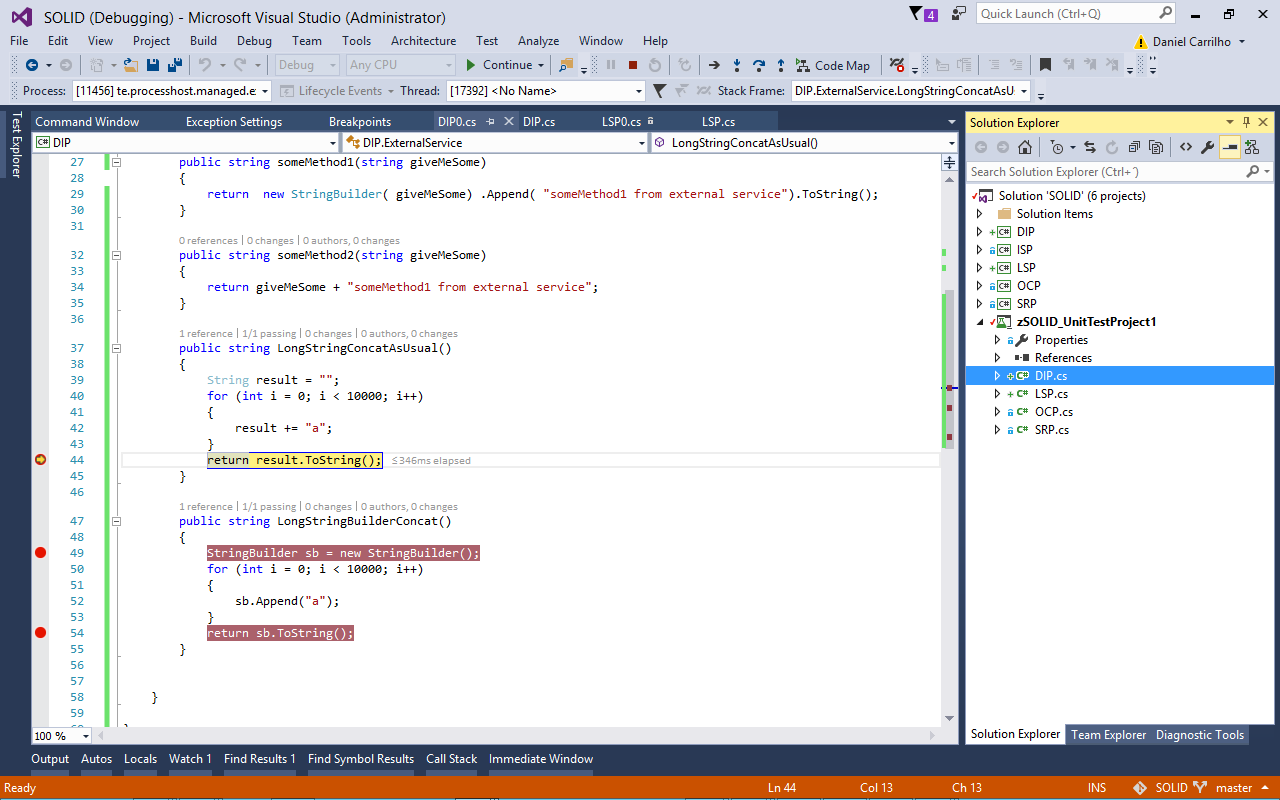 SOLID (Debugging) - Microsoft Visual Studio (Administrator)
4
Quick Launch (Ctrl+Q)
File Edit View Project Build Debug Team Tools Architecture Test Analyze Window Help
Daniel Carrilho
Debug Any CPU Continue Code Map
Process: [11456] te.processhost.managed.e Lifecycle Events Thread: [17392] <No Name> Stack Frame: DIP.ExternalService.LongStringConcatAsU
Test Explorer
Command Window Exception Settings Breakpoints DIP0.cs DIP.cs LSP0.cs LSP.cs
DIP DIP.ExternalService LongStringConcatAsUsual()
27 public string someMethod1(string giveMeSome)
28 {
29 return  new StringBuilder( giveMeSome) .Append( "someMethod1 from external service").ToString();
30 }
31
0 references | 0 changes | 0 authors, 0 changes
32 public string someMethod2(string giveMeSome)
33 {
34 return giveMeSome + "someMethod1 from external service";
35 }
36
1 reference | 1/1 passing | 0 changes | 0 authors, 0 changes
37 public string LongStringConcatAsUsual()
38 {
39 String result = "";
40 for (int i = 0; i < 10000; i++)
41 {
42 result += "a";
43 }
44 return result.ToString(); ≤346ms elapsed
45 }
46
1 reference | 1/1 passing | 0 changes | 0 authors, 0 changes
47 public string LongStringBuilderConcat()
48 {
49 StringBuilder sb = new StringBuilder();
50 for (int i = 0; i < 10000; i++)
51 {
52 sb.Append("a");
53 }
54 return sb.ToString();
55 }
56
57
58 }
59
100 %
Solution Explorer
Search Solution Explorer (Ctrl+´)
Solution 'SOLID' (6 projects)
Solution Items
C# DIP
C# ISP
C# LSP
C# OCP
C# SRP
zSOLID_UnitTestProject1
Properties
References
C# DIP.cs
C# LSP.cs
C# OCP.cs
C# SRP.cs
Solution Explorer Team Explorer Diagnostic Tools
Output Autos Locals Watch 1 Find Results 1 Find Symbol Results Call Stack Immediate Window
Ready Ln 44 Col 13 Ch 13 INS SOLID master